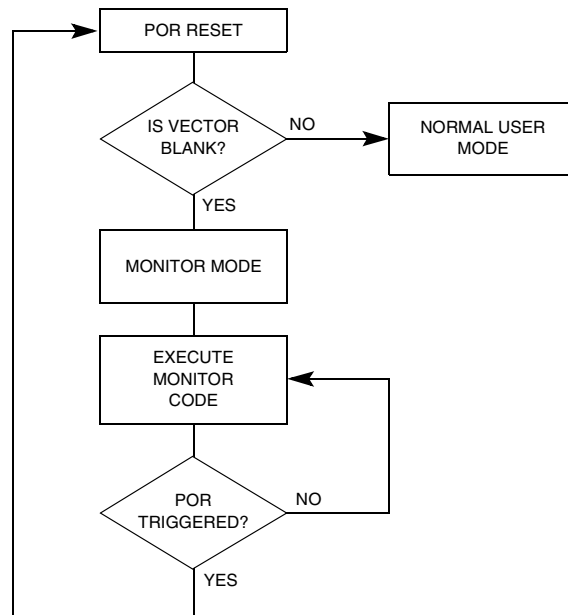 POR RESET
IS VECTOR
BLANK?
NO
NORMAL USER
MODE
YES
MONITOR MODE
EXECUTE
MONITOR
CODE
POR
TRIGGERED?
NO
YES